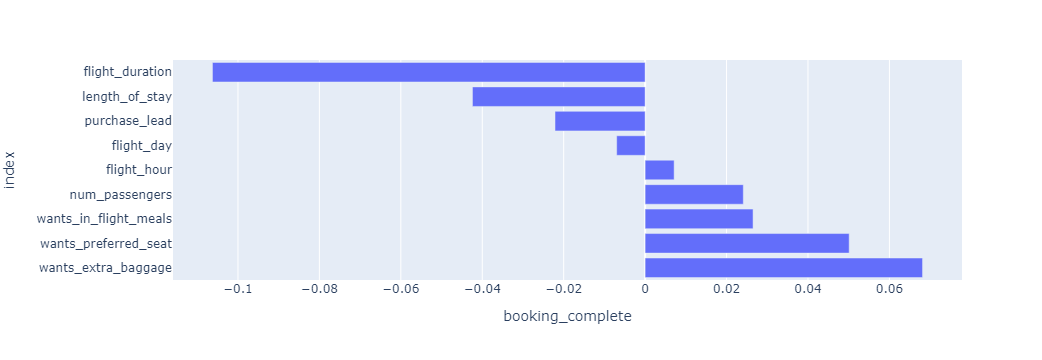 flight_duration
length_of_stay
purchase_lead
flight_day
flight_hour
num_passengers
wants_in_flight_meals
wants_preferred_seat
wants_extra_baggage
index
−0.1 −0.08 −0.06 −0.04 −0.02 0 0.02 0.04 0.06
booking_complete